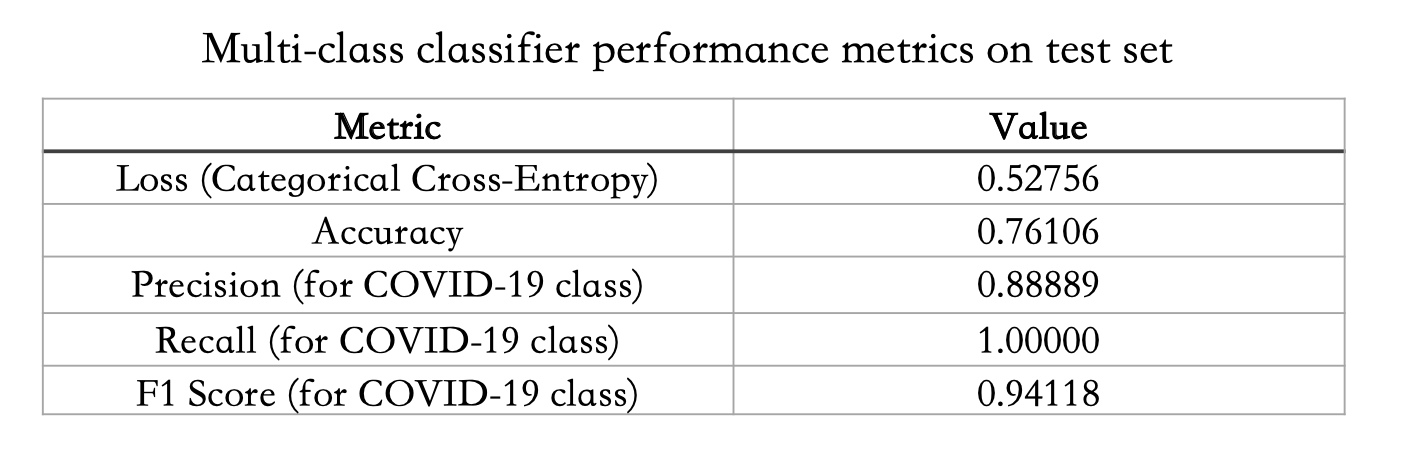 Multi-class classifier performance metrics on test set
Metric Value
Loss (Categorical Cross-Entropy) 0.52756
Accuracy 0.76106
Precision (for COVID-19 class) 0.88889
Recall (for COVID-19 class) 1.00000
F1 Score (for COVID-19 class) 0.94118